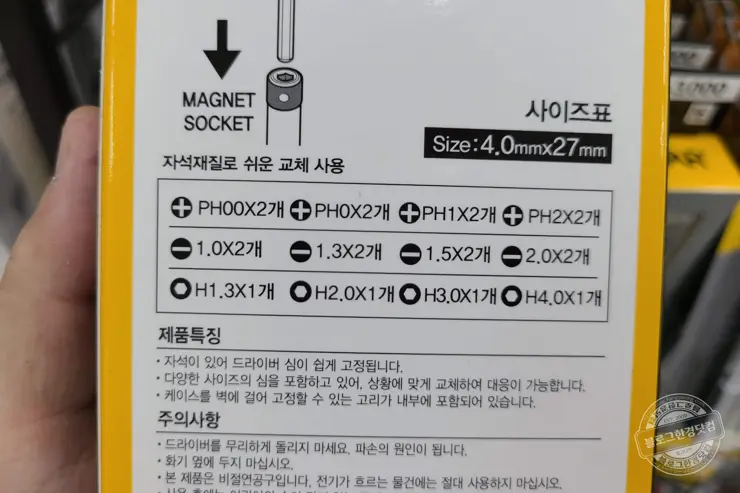 MAGNET
SOCKET
자석재질로 쉬운 교체 사용
사이즈표
Size:4.0mmx27mm
PH00X2개 PH0X2개 PH1X2개 PH2X2개
1.0X2개 1.3X2개 1.5X2개 2.0X2개
H1.3X1개 H2.0X1개 H3.0X1개 H4.0X1개
제품특징
· 자석이 있어 드라이버 심이 쉽게 고정됩니다.
· 다양한 사이즈의 심을 포함하고 있어, 상황에 맞게 교체하여 대응이 가능합니다.
· 케이스를 벽에 걸어 고정할 수 있는 고리가 내부에 포함되어 있습니다.
주의사항
· 드라이버를 무리하게 돌리지 마세요. 파손의 원인이 됩니다.
· 화기 옆에 두지 마십시오.
· 본 제품은 비절연공구입니다. 전기가 흐르는 물건에는 절대 사용하지 마십시오.
1,000
블로그한경닷컴